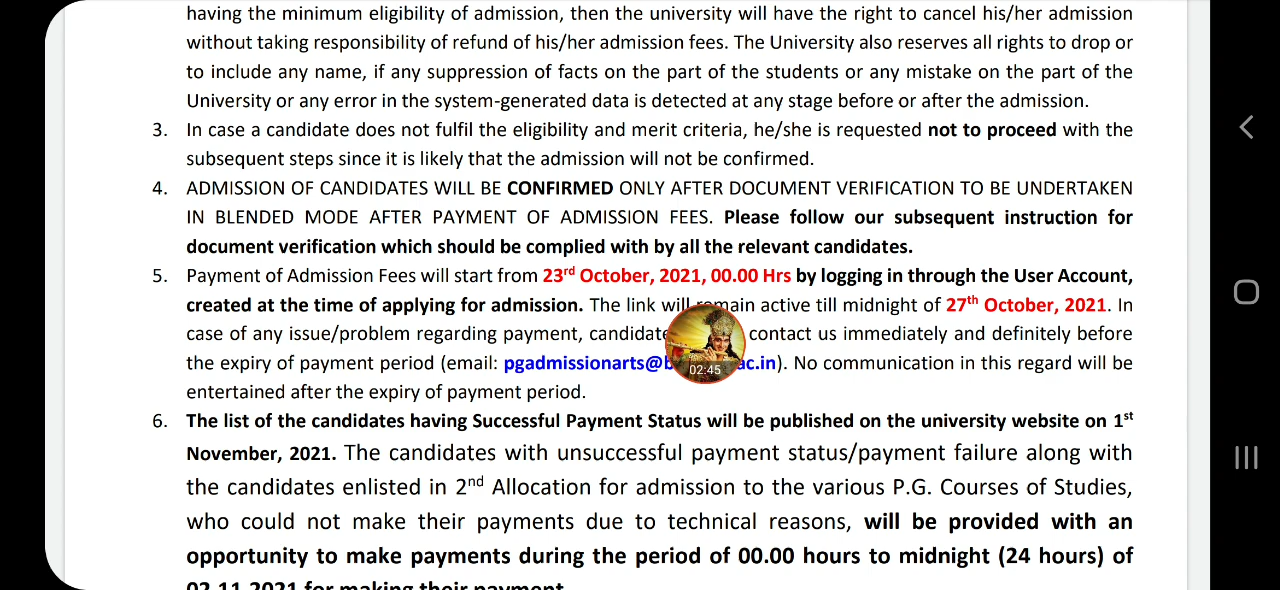 having the minimum eligibility of admission, then the university will have the right to cancel his/her admission
without taking responsibility of refund of his/her admission fees. The University also reserves all rights to drop or
to include any name, if any suppression of facts on the part of the students or any mistake on the part of the
University or any error in the system-generated data is detected at any stage before or after the admission.
3. In case a candidate does not fulfil the eligibility and merit criteria, he/she is requested not to proceed with the
subsequent steps since it is likely that the admission will not be confirmed.
4. ADMISSION OF CANDIDATES WILL BE CONFIRMED ONLY AFTER DOCUMENT VERIFICATION TO BE UNDERTAKEN
IN BLENDED MODE AFTER PAYMENT OF ADMISSION FEES. Please follow our subsequent instruction for
document verification which should be complied with by all the relevant candidates.
5. Payment of Admission Fees will start from 23rd October, 2021, 00.00 Hrs by logging in through the User Account,
created at the time of applying for admission. The link will remain active till midnight of 27th October, 2021. In
case of any issue/problem regarding payment, contact us immediately and definitely before
the expiry of payment period (email: pgadmissionarts@b ac.in). No communication in this regard will be
02:45
entertained after the expiry of payment period.
6. The list of the candidates having Successful Payment Status will be published on the university website on 1st
November, 2021. The candidates with unsuccessful payment status/payment failure along with
the candidates enlisted in 2nd Allocation for admission to the various P.G. Courses of Studies,
who could not make their payments due to technical reasons, will be provided with an
opportunity to make payments during the period of 00.00 hours to midnight (24 hours) of
02.11.2021 for making their payment